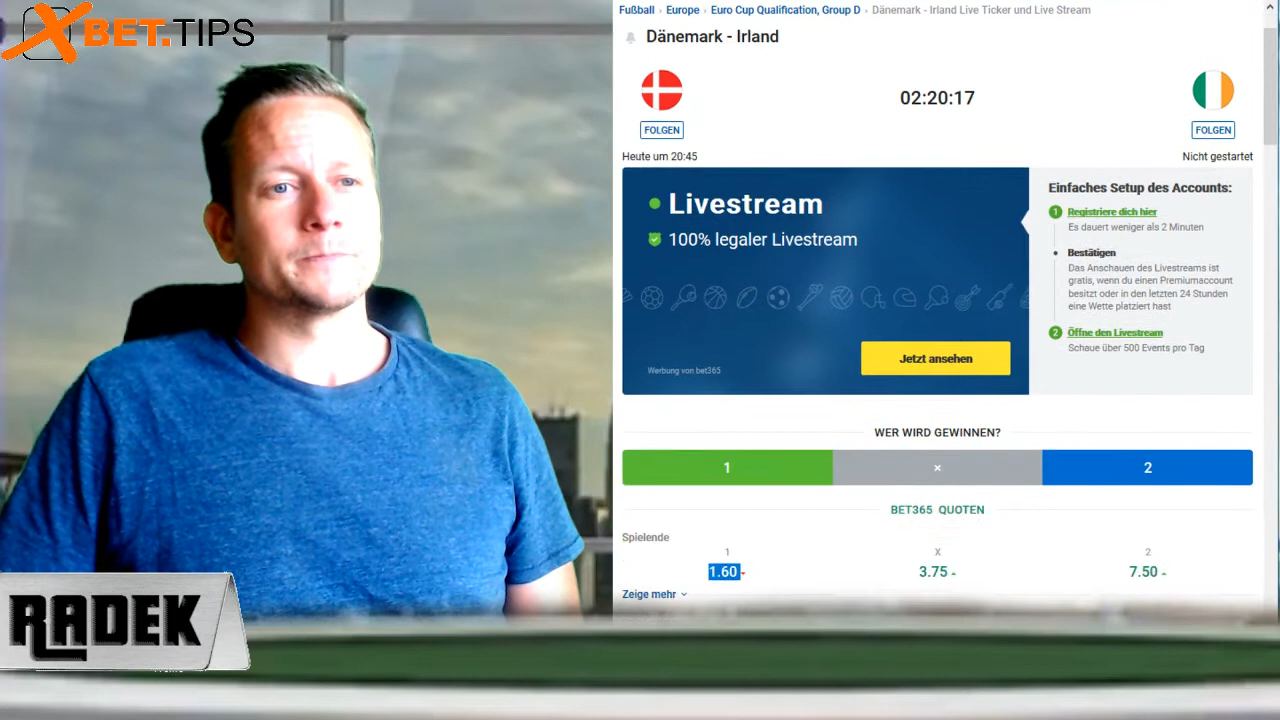 XBET.TIPS
RADEK
Fußball › Europe › Euro Cup Qualification, Group D › Dänemark - Irland Live Ticker und Live Stream
Dänemark - Irland
02:20:17
FOLGEN
FOLGEN
Heute um 20:45
Nicht gestartet
Livestream
100% legaler Livestream
Werbung von bet365
Jetzt ansehen
Einfaches Setup des Accounts:
1 Registriere dich hier
Es dauert weniger als 2 Minuten
Bestätigen
Das Anschauen des Livestreams ist
gratis, wenn du einen Premiumaccount
besitzt oder in den letzten 24 Stunden
eine Wette platziert hast
2 Öffne den Livestream
Schaue über 500 Events pro Tag
WER WIRD GEWINNEN?
1 × 2
BET365 QUOTEN
Spielende
1 X 2
1.60 3.75 7.50
Zeige mehr